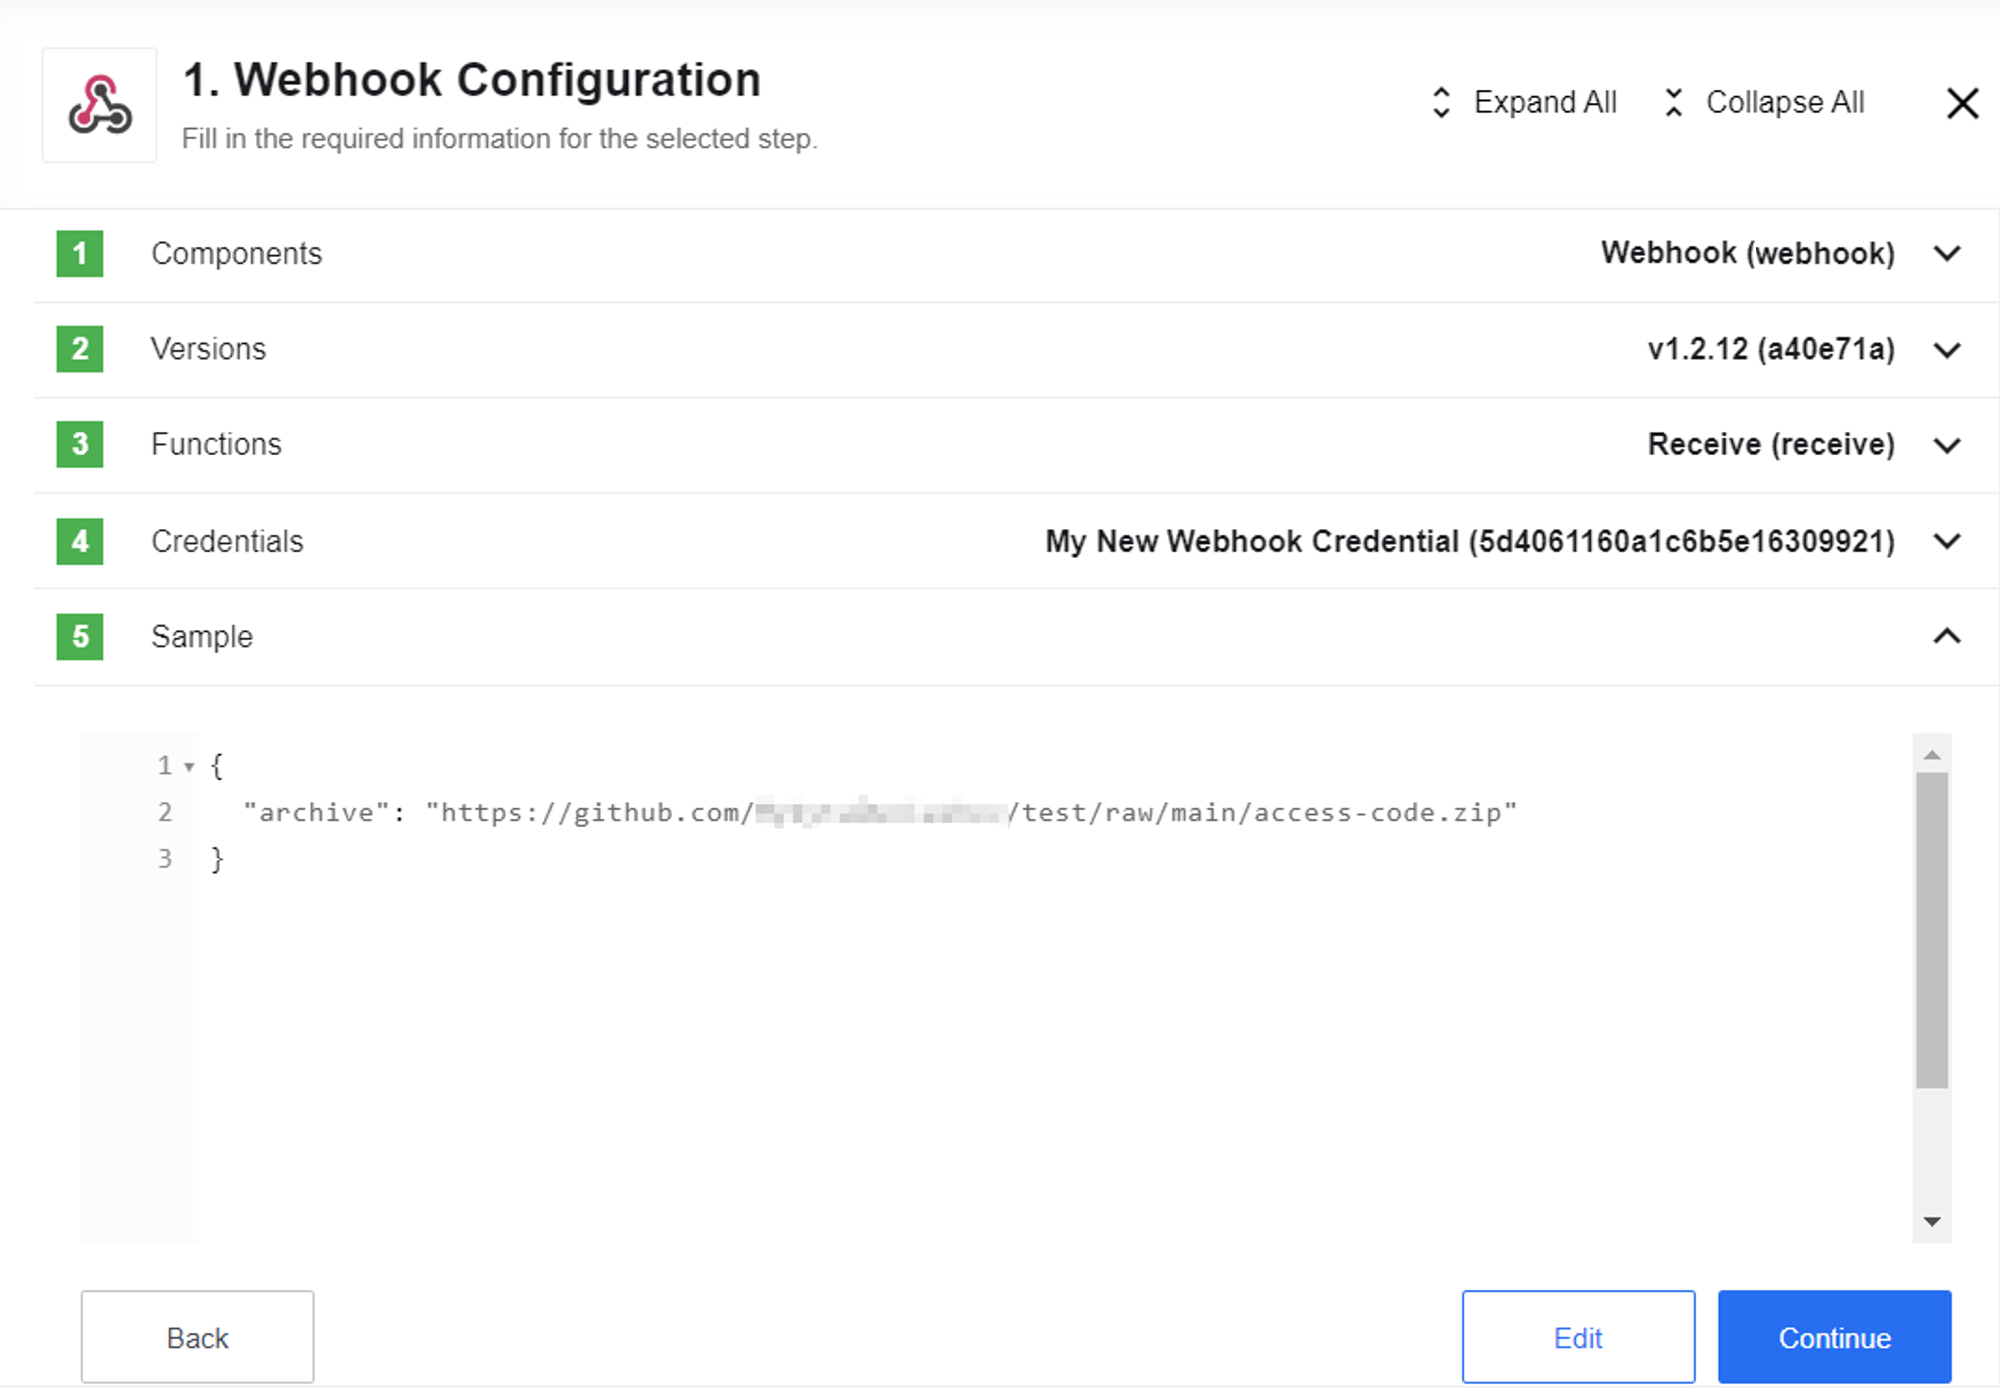 1. Webhook Configuration
Fill in the required information for the selected step.
Expand All
Collapse All
1 Components Webhook (webhook)
2 Versions v1.2.12 (a40e71a)
3 Functions Receive (receive)
4 Credentials My New Webhook Credential (5d4061160a1c6b5e16309921)
5 Sample
1 {
2 "archive": "https://github.com/ /test/raw/main/access-code.zip"
3 }
Back Edit Continue